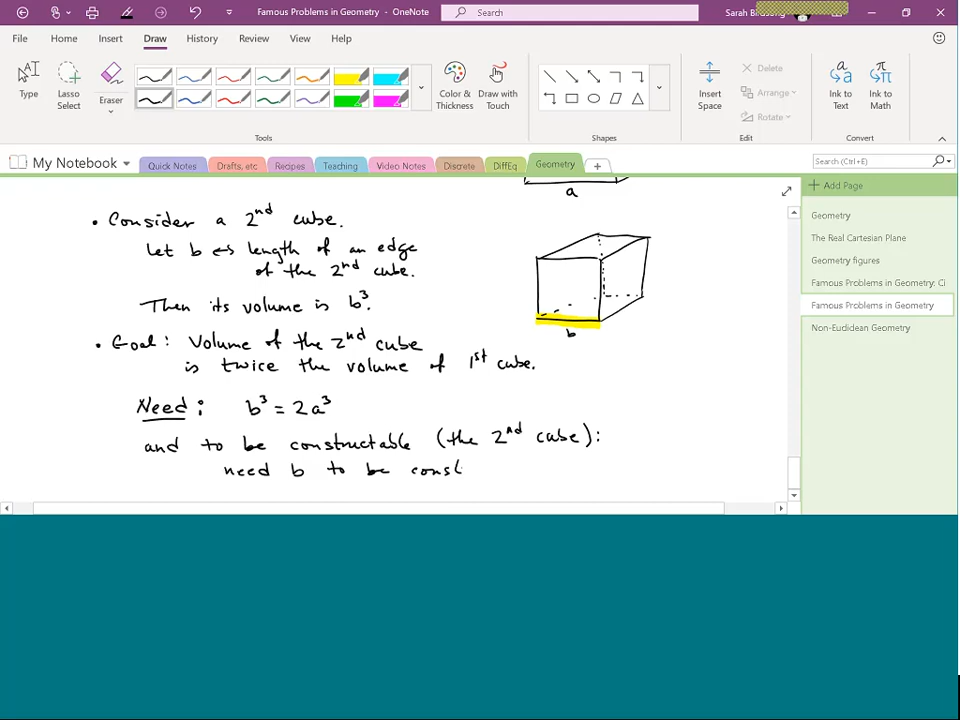 Famous Problems in Geometry - OneNote
Search
Sarah
File Home Insert Draw History Review View Help
Type
Lasso Select
Eraser
Color & Thickness
Draw with Touch
Insert Space
Delete
Arrange
Rotate
Ink to Text
Ink to Math
Tools
Shapes
Edit
Convert
My Notebook
Quick Notes Drafts, etc Recipes Teaching Video Notes Discrete DiffEq Geometry +
Search (Ctrl+E)
Add Page
Geometry
The Real Cartesian Plane
Geometry figures
Famous Problems in Geometry: Ci
Famous Problems in Geometry
Non-Euclidean Geometry
a
• Consider a 2nd cube.
Let b ↔ length of an edge
of the 2nd cube.
Then its volume is b³.
b
• Goal: Volume of the 2nd cube
is twice the volume of 1st cube.
Need: b³ = 2a³
and to be constructable (the 2nd cube):
need b to be const